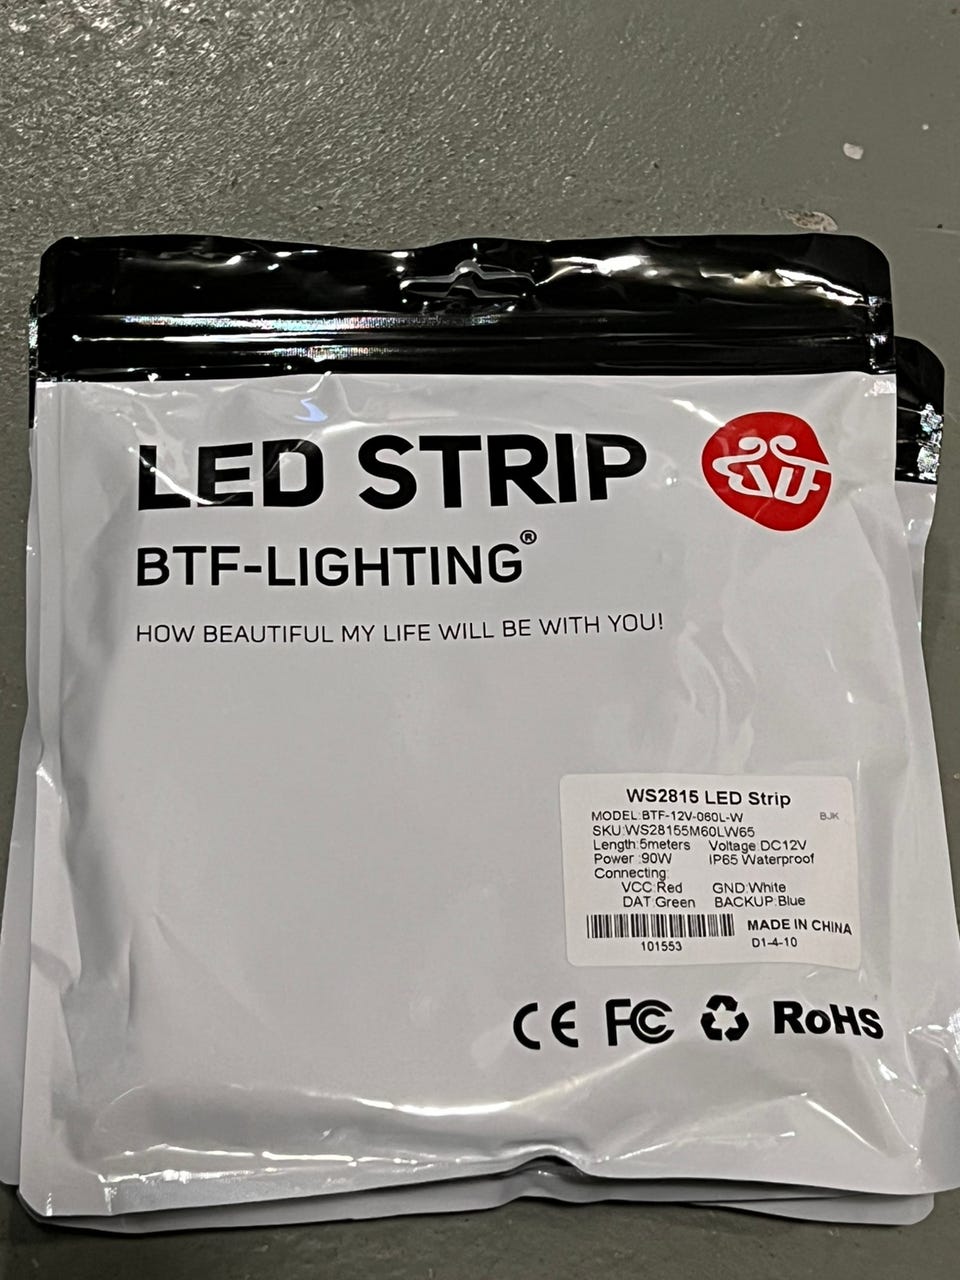 LED STRIP
BTF-LIGHTING®
HOW BEAUTIFUL MY LIFE WILL BE WITH YOU!
WS2815 LED Strip
MODEL:BTF-12V-060L-W BJK
SKU:WS28155M60LW65
Length:5meters Voltage:DC12V
Power :90W IP65 Waterproof
Connecting:
VCC:Red GND:White
DAT:Green BACKUP:Blue
MADE IN CHINA
101553 D1-4-10
CE FC RoHS